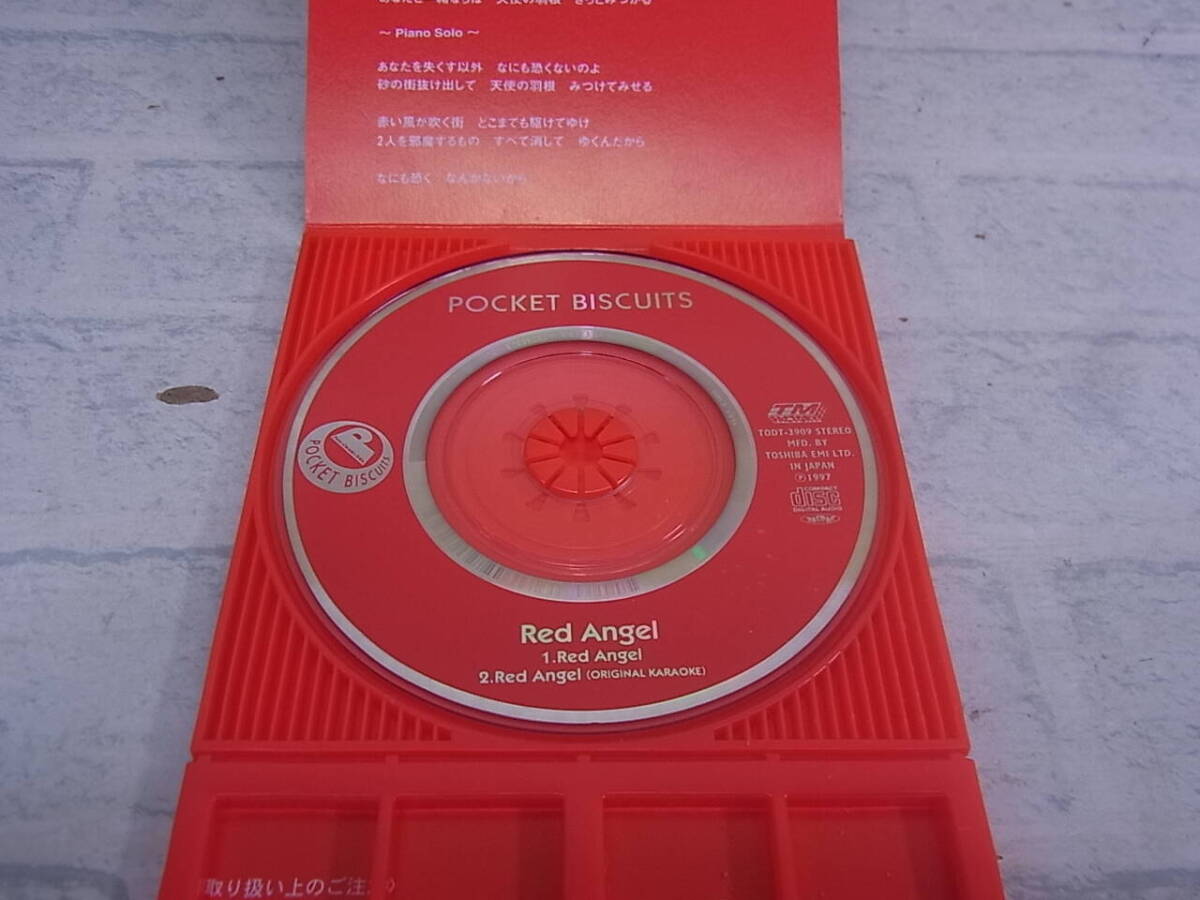 ～ Piano Solo ～
あなたを失くす以外　なにも恐くないのよ
砂の街抜け出して　天使の羽根　みつけてみせる
赤い風が吹く街　どこまでも駆けてゆけ
2人を邪魔するもの　すべて消して　ゆくんだから
なにも恐く　なんかないから
POCKET BISCUITS
P
POCKET BISCUITS
TM
TODT-3909 STEREO
MFD. BY
TOSHIBA EMI LTD.
IN JAPAN
Ⓟ1997
COMPACT
disc
DIGITAL AUDIO
Red Angel
1.Red Angel
2.Red Angel (ORIGINAL KARAOKE)
取り扱い上のご注